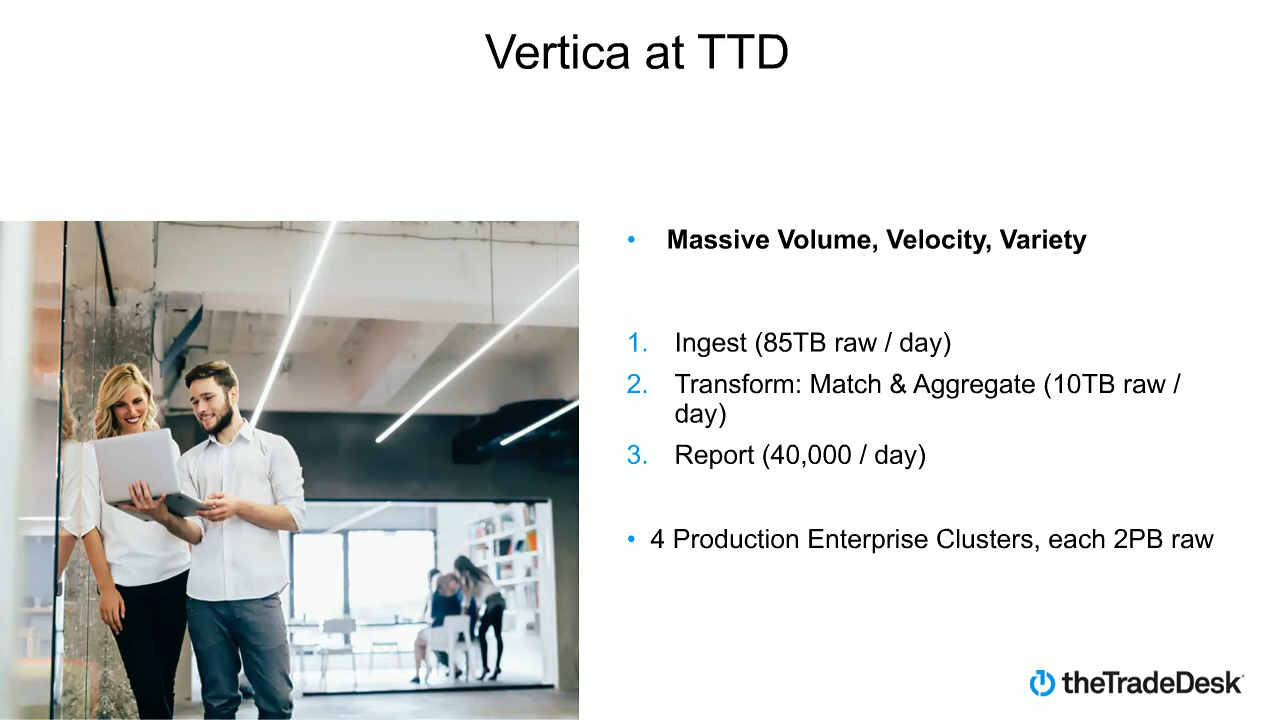 Vertica at TTD
• Massive Volume, Velocity, Variety
1. Ingest (85TB raw / day)
2. Transform: Match & Aggregate (10TB raw /
day)
3. Report (40,000 / day)
• 4 Production Enterprise Clusters, each 2PB raw
theTradeDesk